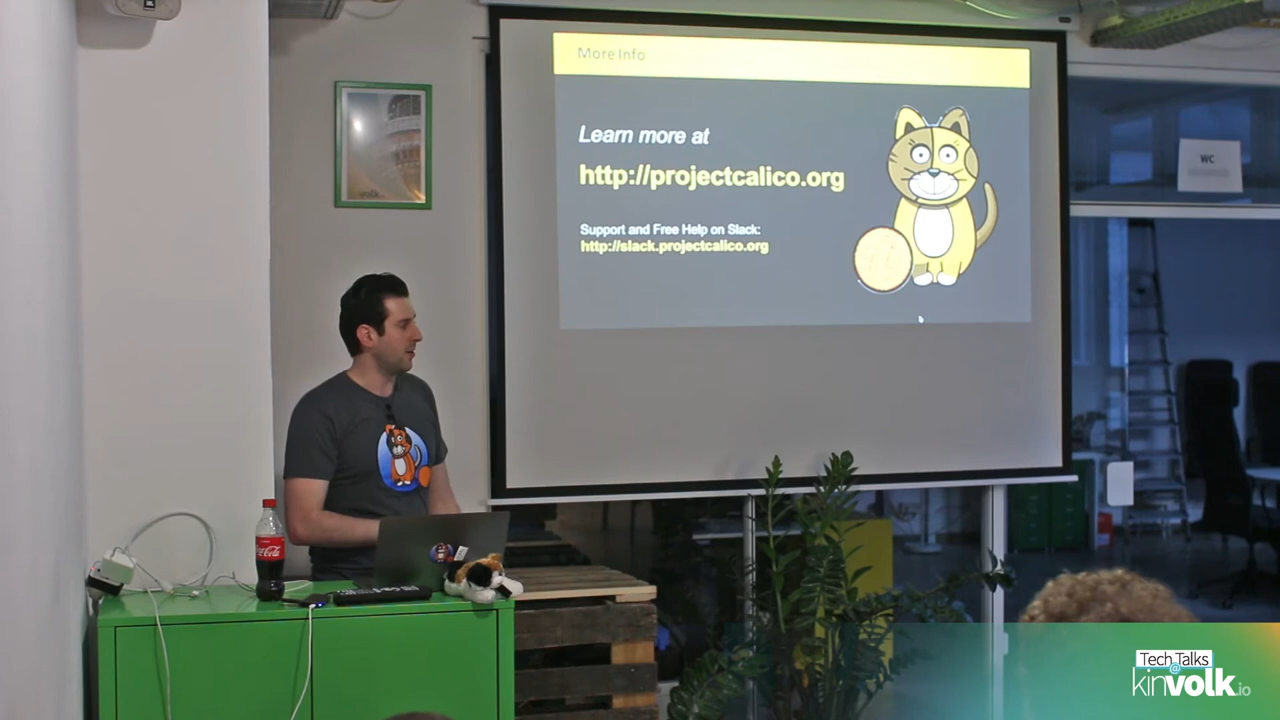 More Info
Learn more at
http://projectcalico.org
Support and Free Help on Slack:
http://slack.projectcalico.org
WC
Coca-Cola
Tech Talks
@
kinvolk.io